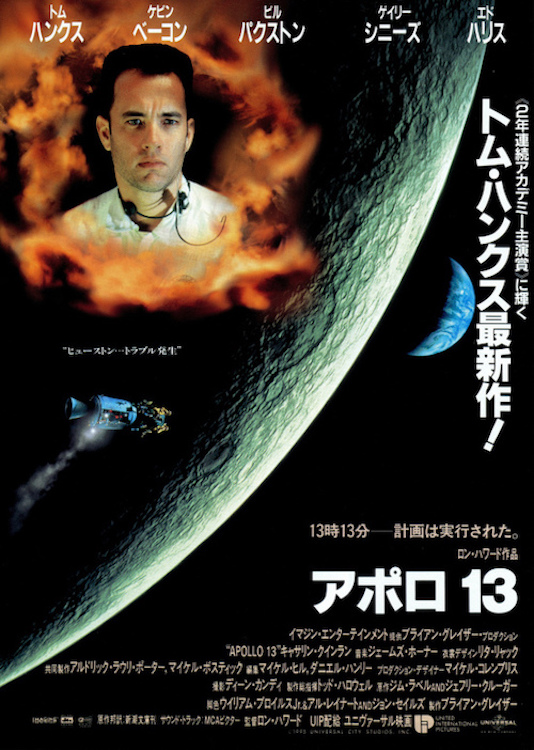 トム
ハンクス
ケビン
ベーコン
ビル
パクストン
ゲイリー
シニーズ
エド
ハリス
《2年連続アカデミー主演賞》に輝く
トム・ハンクス最新作!
“ヒューストン…トラブル発生”
13時13分──計画は実行された。
ロン・ハワード作品
アポロ 13
イマジン・エンターテインメント提供 ブライアン・グレイザー・プロダクション
“APOLLO 13” キャサリン・クインラン 音楽 ジェームズ・ホーナー 衣裳デザイン リタ・リャック
共同製作 アルドリック・ラウリ・ポーター, マイケル・ボスティック 編集 マイケル・ヒル, ダニエル・ハンリー プロダクション・デザイナー マイケル・コレンブリス
撮影 ディーン・カンディ 製作総指揮 トッド・ハロウェル 原作 ジム・ラベル AND ジェフリー・クルーガー
脚色 ウイリアム・ブロイルスJr. & アル・レイナート AND ジョン・セイルズ 製作 ブライアン・グレイザー
dts 原作邦訳:新潮文庫刊 サウンド・トラック:MCAビクター 監督 ロン・ハワード UIP配給 ユニヴァーサル映画
UNITED
INTERNATIONAL
PICTURES
UNIVERSAL
©1995 UNIVERSAL CITY STUDIOS, INC.